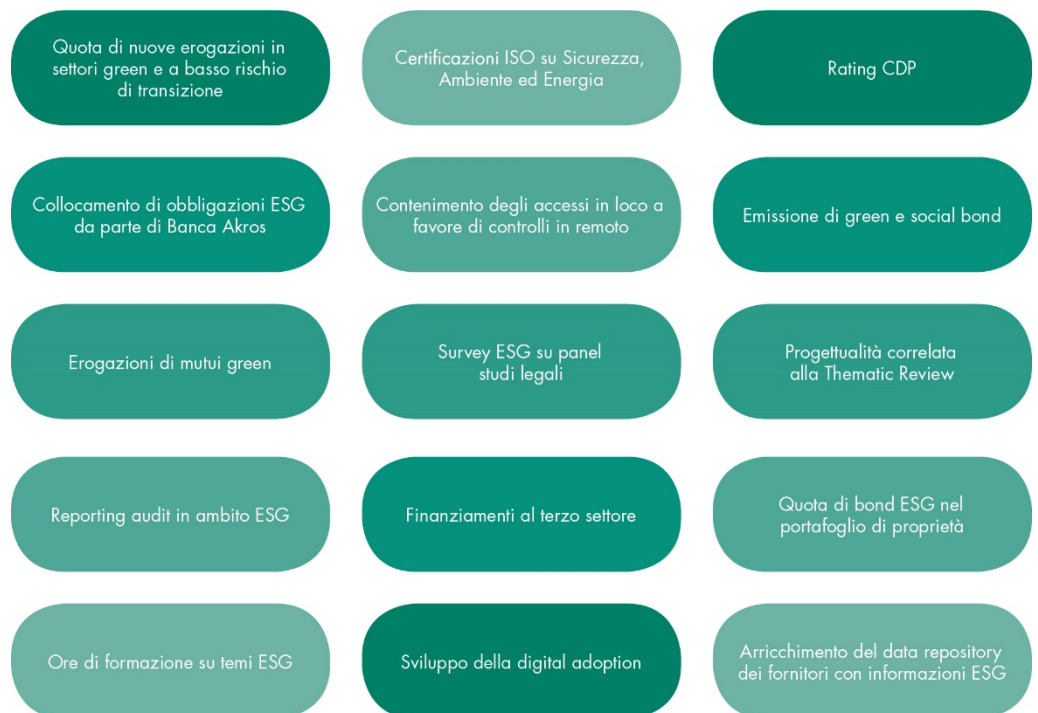 Quota di nuove erogazioni in
settori green e a basso rischio
di transizione
Certificazioni ISO su Sicurezza,
Ambiente ed Energia
Rating CDP
Collocamento di obbligazioni ESG
da parte di Banca Akros
Contenimento degli accessi in loco a
favore di controlli in remoto
Emissione di green e social bond
Erogazioni di mutui green
Survey ESG su panel
studi legali
Progettualità correlata
alla Thematic Review
Reporting audit in ambito ESG
Finanziamenti al terzo settore
Quota di bond ESG nel
portafoglio di proprietà
Ore di formazione su temi ESG
Sviluppo della digital adoption
Arricchimento del data repository
dei fornitori con informazioni ESG